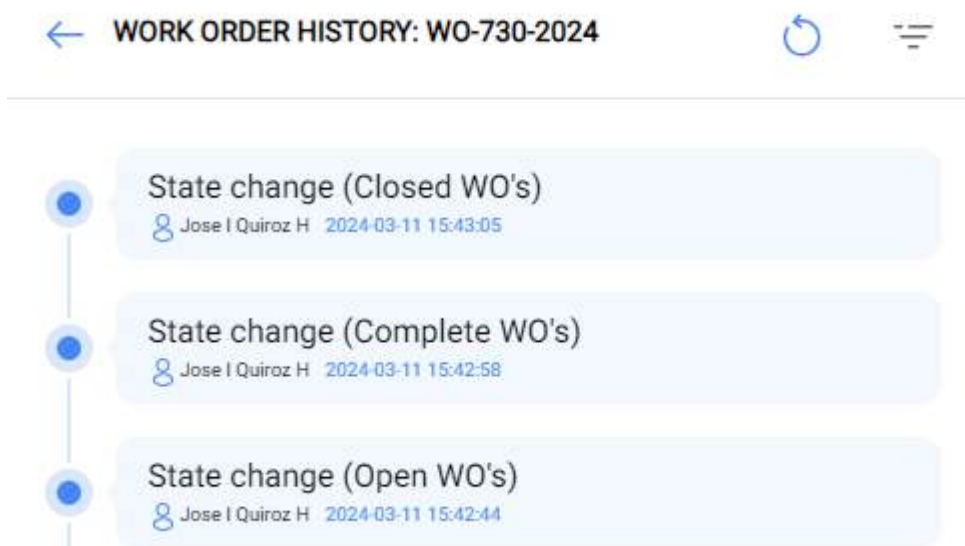 WORK ORDER HISTORY: WO-730-2024
State change (Closed WO's)
Jose I Quiroz H 2024-03-11 15:43:05
State change (Complete WO's)
Jose I Quiroz H 2024-03-11 15:42:58
State change (Open WO's)
Jose I Quiroz H 2024-03-11 15:42:44